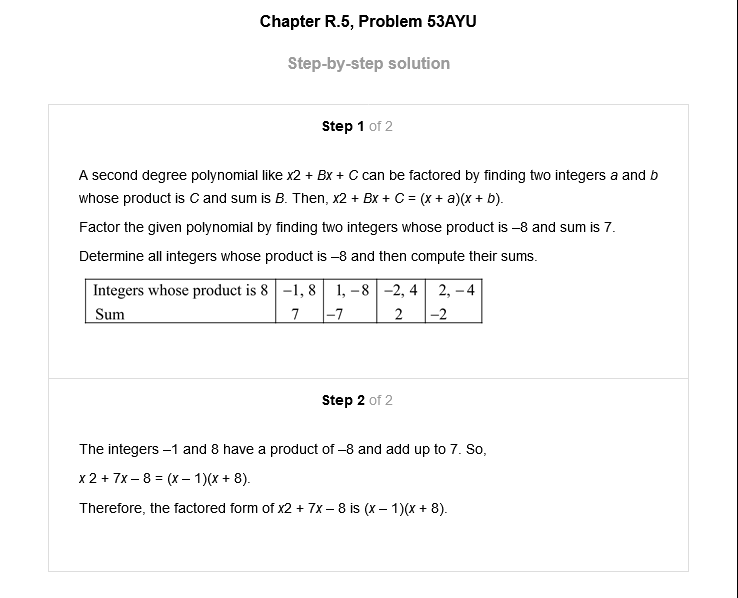 Chapter R.5, Problem 53AYU
Step-by-step solution
Step 1 of 2
A second degree polynomial like x2 + Bx + C can be factored by finding two integers a and b
whose product is C and sum is B. Then, x2 + Bx + C = (x + a)(x + b).
Factor the given polynomial by finding two integers whose product is –8 and sum is 7.
Determine all integers whose product is –8 and then compute their sums.
Integers whose product is 8 −1, 8 1, −8 −2, 4 2, −4
Sum 7 −7 2 −2
Step 2 of 2
The integers –1 and 8 have a product of –8 and add up to 7. So,
x 2 + 7x – 8 = (x – 1)(x + 8).
Therefore, the factored form of x2 + 7x – 8 is (x – 1)(x + 8).